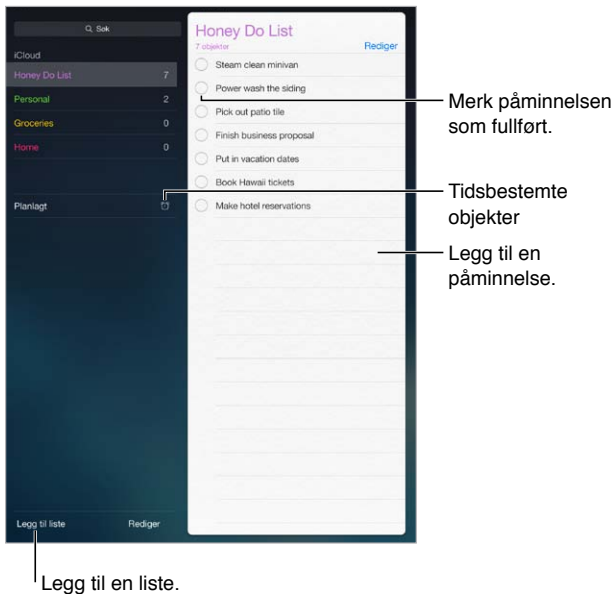 Søk
iCloud
Honey Do List 7
Personal 2
Groceries 0
Home 0
Planlagt
Legg til liste Rediger
Honey Do List
7 objekter Rediger
Steam clean minivan
Power wash the siding
Pick out patio tile
Finish business proposal
Put in vacation dates
Book Hawaii tickets
Make hotel reservations
Merk påminnelsen
som fullført.
Tidsbestemte
objekter
Legg til en
påminnelse.
Legg til en liste.